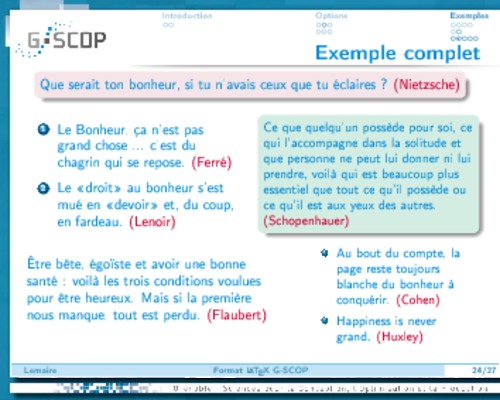 Introduction
Options
Exemples
G-SCOP
Exemple complet
Que serait ton bonheur, si tu n'avais ceux que tu éclaires ? (Nietzsche)
1 Le Bonheur, ça n'est pas
grand chose ... c'est du
chagrin qui se repose. (Ferré)
2 Le «droit» au bonheur s'est
mué en «devoir» et, du coup,
en fardeau. (Lenoir)
Ce que quelqu'un possède pour soi, ce
qui l'accompagne dans la solitude et
que personne ne peut lui donner ni lui
prendre, voilà qui est beaucoup plus
essentiel que tout ce qu'il possède ou
ce qu'il est aux yeux des autres.
(Schopenhauer)
Être bête, égoïste et avoir une bonne
santé : voilà les trois conditions voulues
pour être heureux. Mais si la première
nous manque, tout est perdu. (Flaubert)
Au bout du compte, la
page reste toujours
blanche du bonheur à
conquérir. (Cohen)
Happiness is never
grand. (Huxley)
Lemaire
Format LATEX G-SCOP
24/27